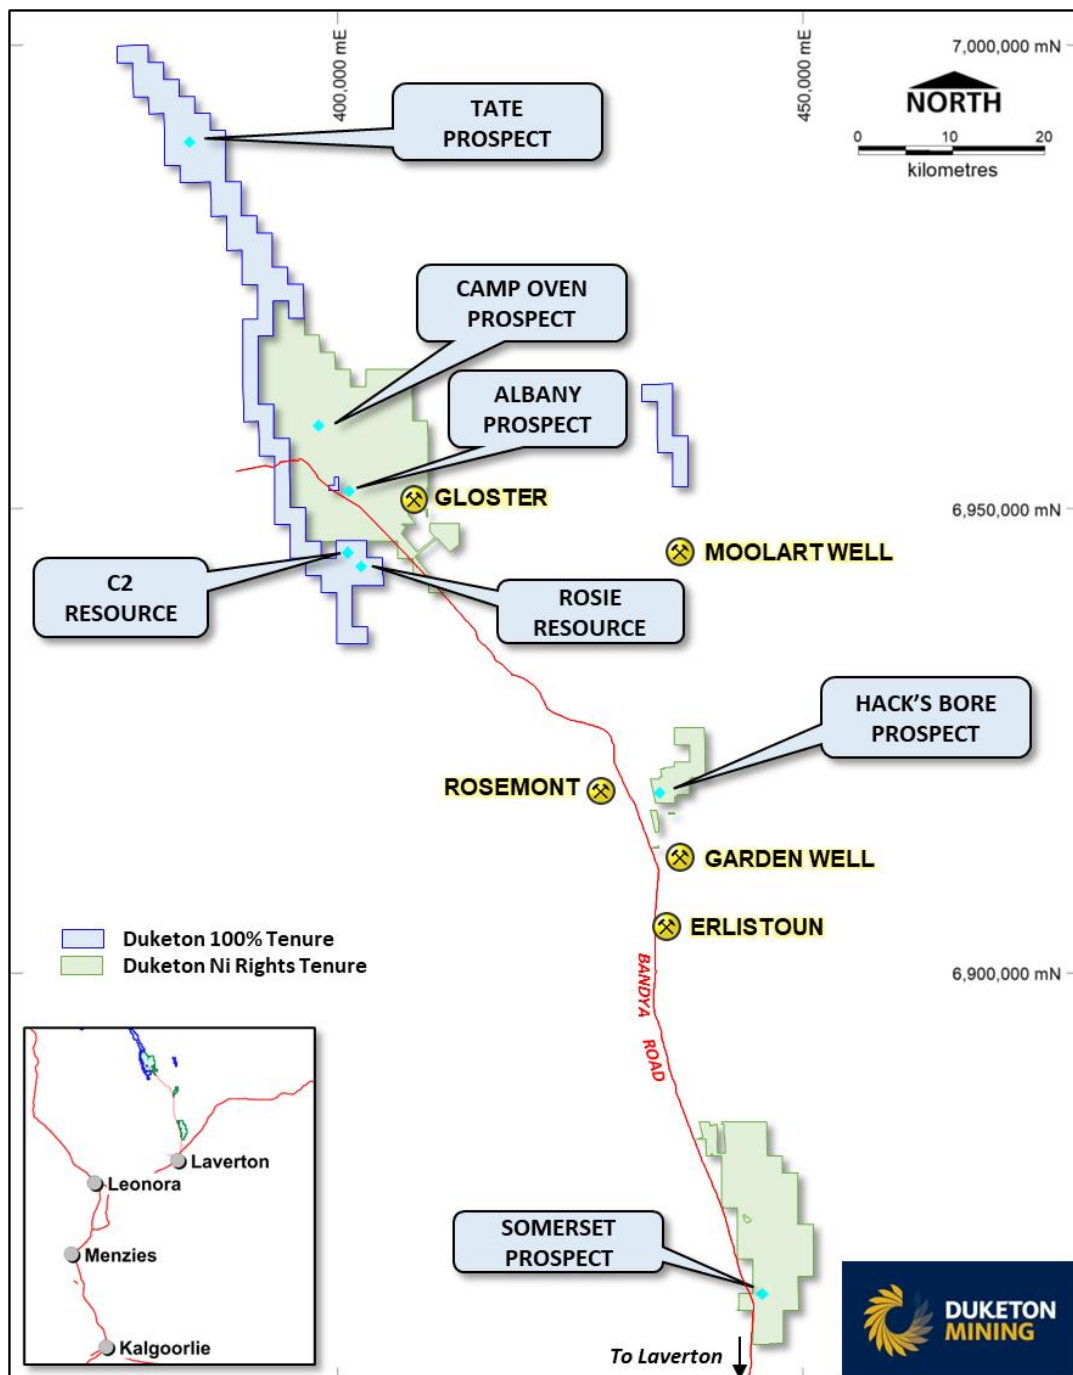 400,000 mE
450,000 mE
7,000,000 mN
NORTH
0 10 20
kilometres
TATE
PROSPECT
CAMP OVEN
PROSPECT
ALBANY
PROSPECT
GLOSTER
6,950,000 mN
MOOLART WELL
C2
RESOURCE
ROSIE
RESOURCE
HACK'S BORE
PROSPECT
ROSEMONT
GARDEN WELL
ERLISTOUN
Duketon 100% Tenure
Duketon Ni Rights Tenure
6,900,000 mN
BANDYA
ROAD
Laverton
Leonora
Menzies
Kalgoorlie
SOMERSET
PROSPECT
To Laverton
DUKETON
MINING